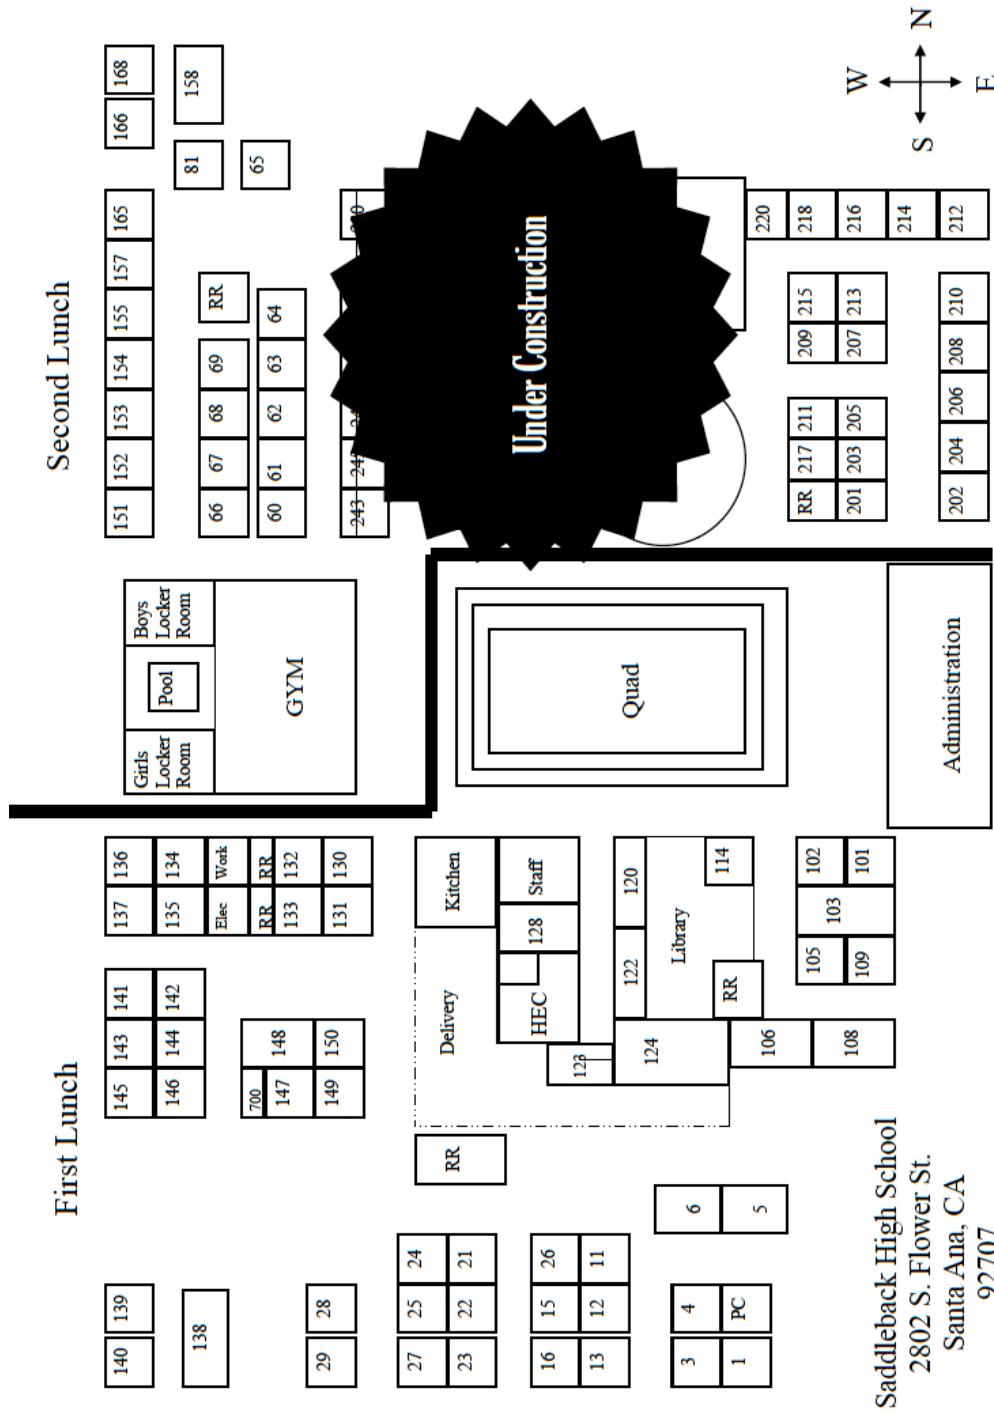 First Lunch
Second Lunch
140 139 145 143 141 137 136 151 152 153 154 155 157 165 166 168
Girls
Locker
Room
Boys
Locker
Room
Pool
146 144 142 135 134
138 Elec Work 81 158
66 67 68 69 RR
700 RR RR 65
147 148 133 132 GYM 60 61 62 63 64
29 28 149 150 131 130
243
27 25 24
23 22 21 RR Delivery Kitchen
16 15 26 HEC 128 Staff
Under Construction
13 12 11 123
122 120 Quad
124 Library
3 4 6
1 PC 5 RR 114
106 220
105 103 102 RR 217 211 209 215 218
108 109 101 201 203 205 207 213 216
214
Administration 202 204 206 208 210 212
W
S N
E
Saddleback High School
2802 S. Flower St.
Santa Ana, CA
92707